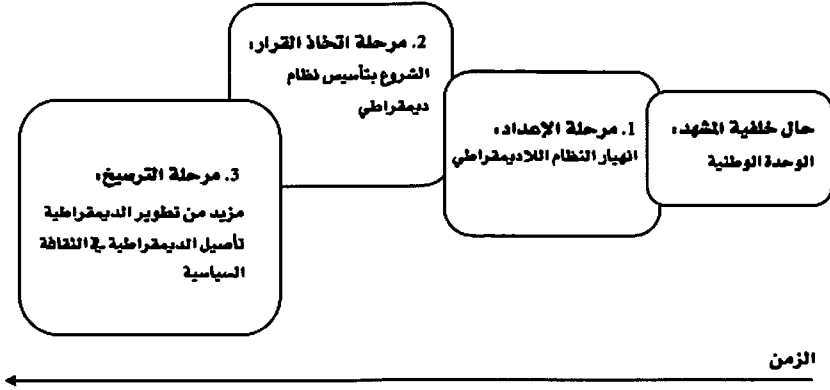 حال خلفية المشهد:
الوحدة الوطنية
1. مرحلة الإعداد:
انهيار النظام اللاديمقراطي
2. مرحلة اتخاذ القرار:
الشروع بتأسيس نظام
ديمقراطي
3. مرحلة الترسيخ:
مزيد من تطوير الديمقراطية
تأصيل الديمقراطية في الثقافة
السياسية
الزمن